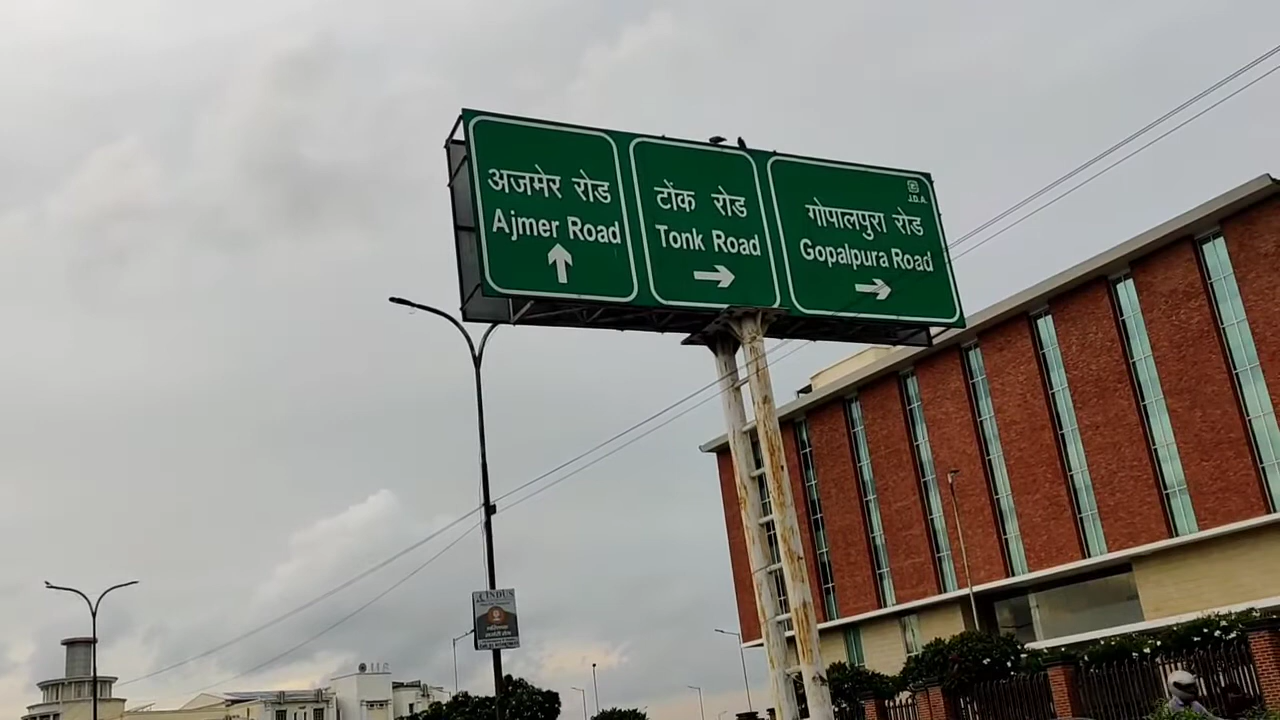 अजमेर रोड
Ajmer Road
टोंक रोड
Tonk Road
J.D.A.
गोपालपुरा रोड
Gopalpura Road
INDUS